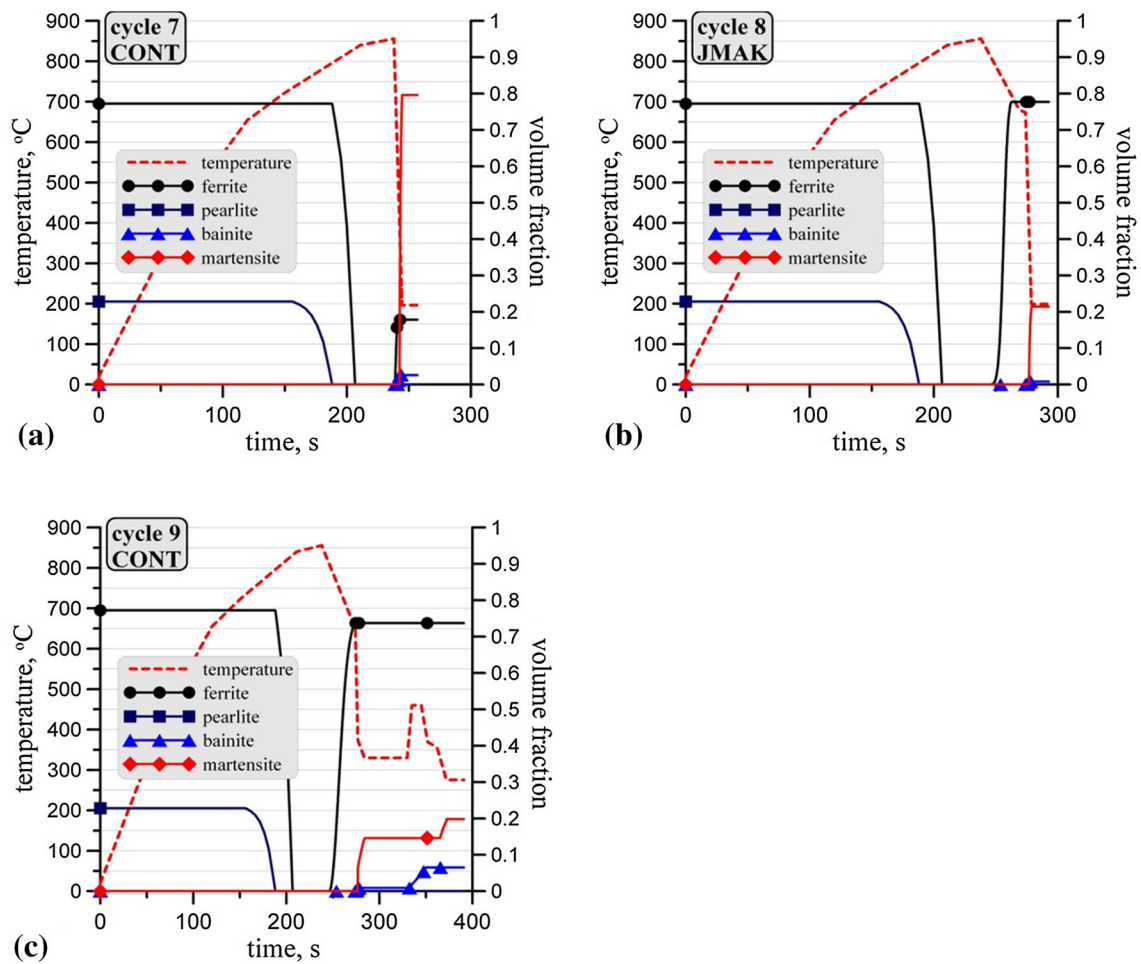 cycle 7
CONT
temperature, °C
900
800
700
600
500
400
300
200
100
0
temperature
ferrite
pearlite
bainite
martensite
1
0.9
0.8
0.7
0.6
0.5
0.4
0.3
0.2
0.1
0
volume fraction
0 100 200 300
time, s
(a)
cycle 8
JMAK
temperature, °C
900
800
700
600
500
400
300
200
100
0
temperature
ferrite
pearlite
bainite
martensite
1
0.9
0.8
0.7
0.6
0.5
0.4
0.3
0.2
0.1
0
volume fraction
0 100 200 300
time, s
(b)
cycle 9
CONT
temperature, °C
900
800
700
600
500
400
300
200
100
0
temperature
ferrite
pearlite
bainite
martensite
1
0.9
0.8
0.7
0.6
0.5
0.4
0.3
0.2
0.1
0
volume fraction
0 100 200 300 400
time, s
(c)